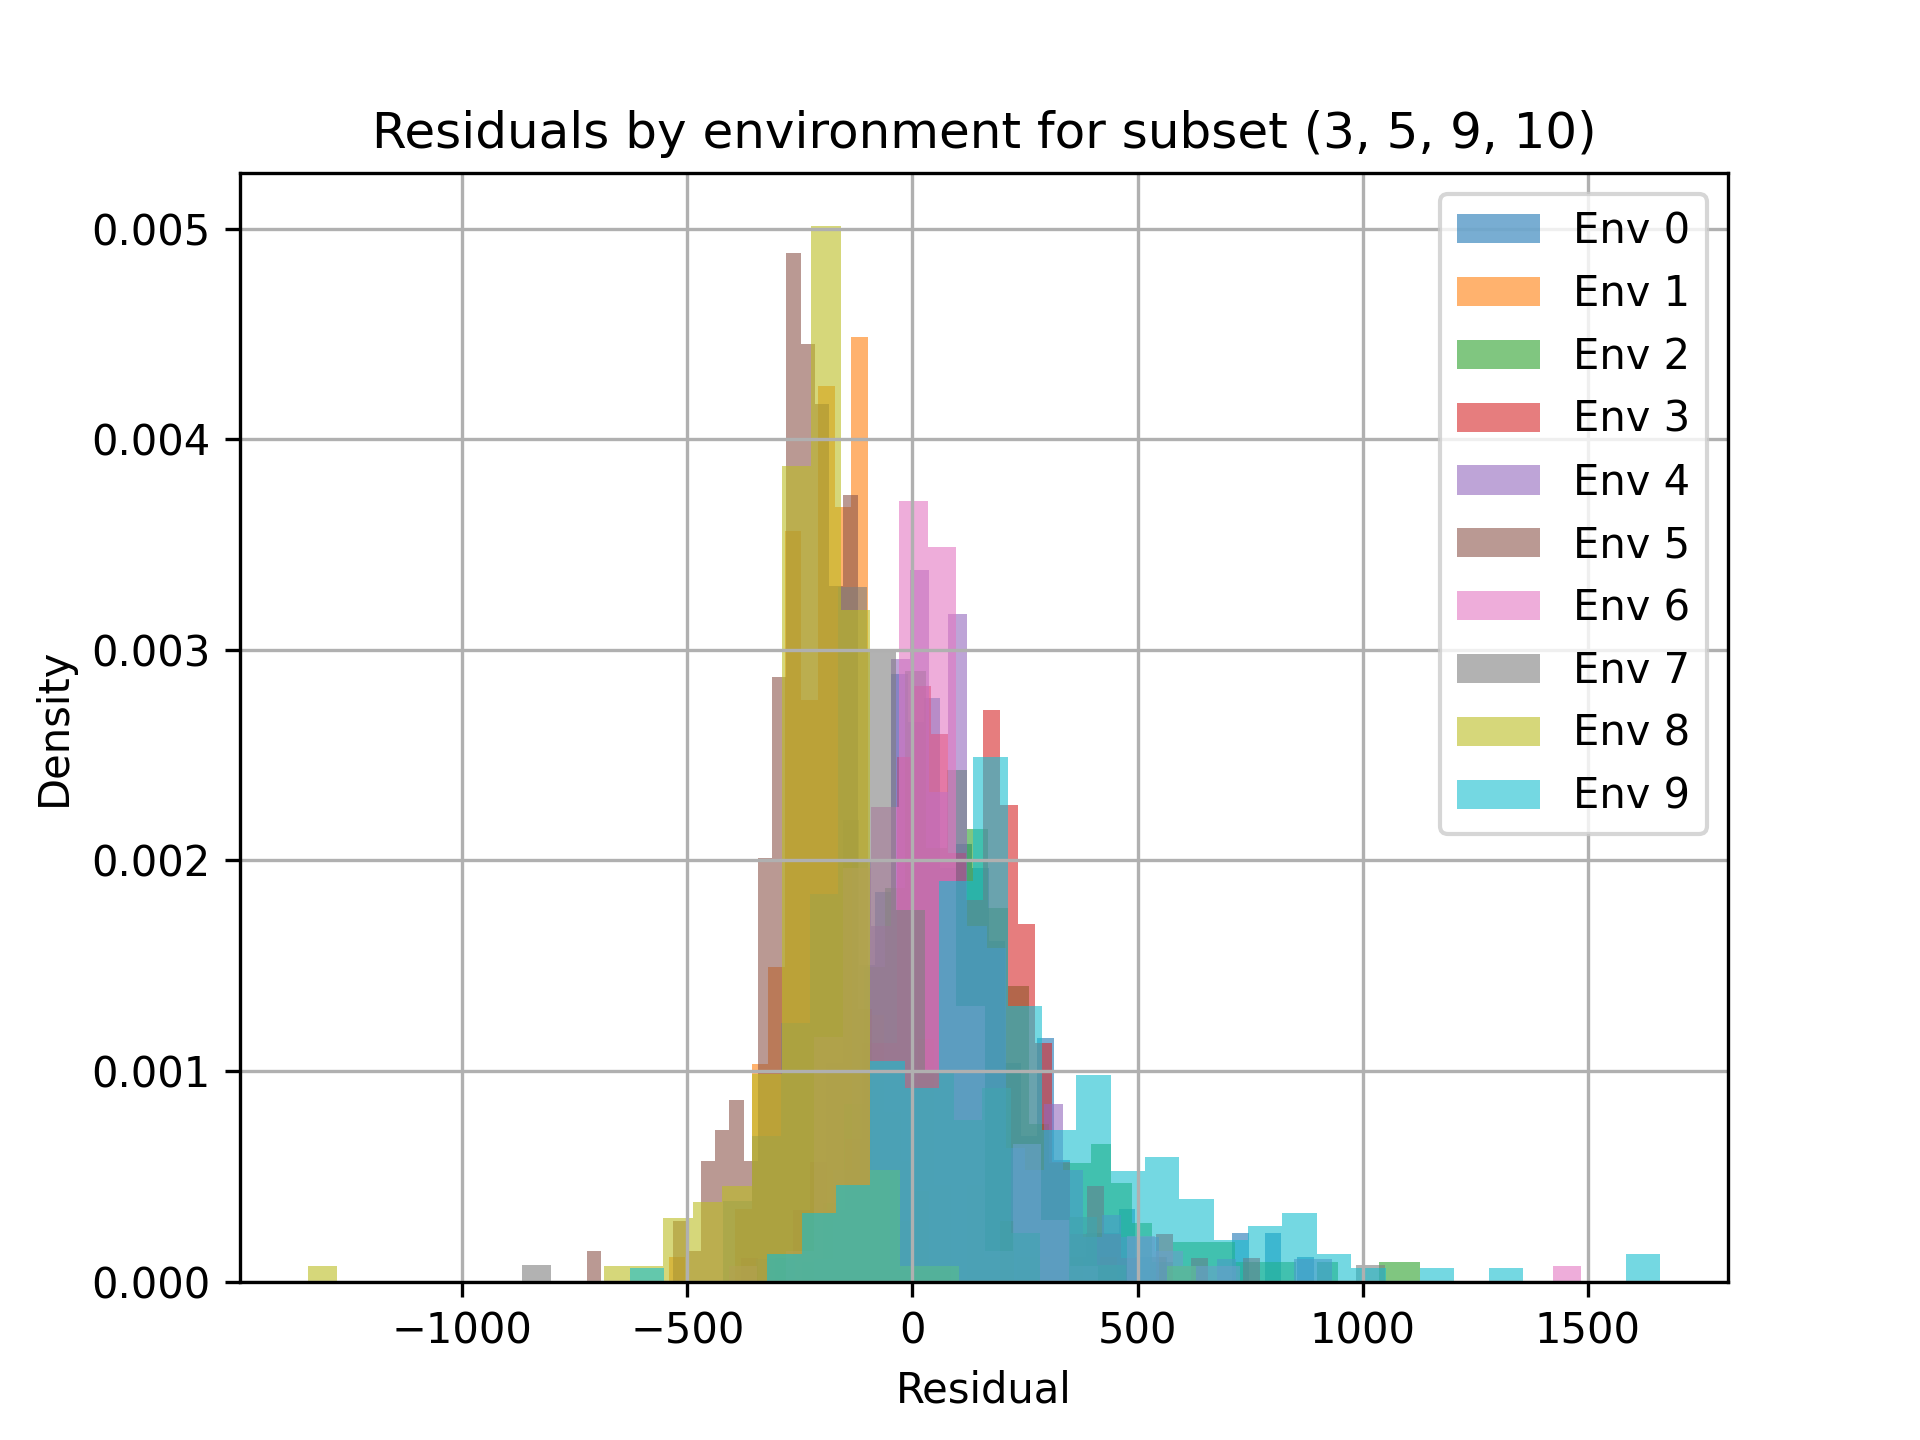 Residuals by environment for subset (3, 5, 9, 10)
0.005
0.004
0.003
0.002
0.001
0.000
Density
−1000
−500
0
500
1000
1500
Residual
Env 0
Env 1
Env 2
Env 3
Env 4
Env 5
Env 6
Env 7
Env 8
Env 9